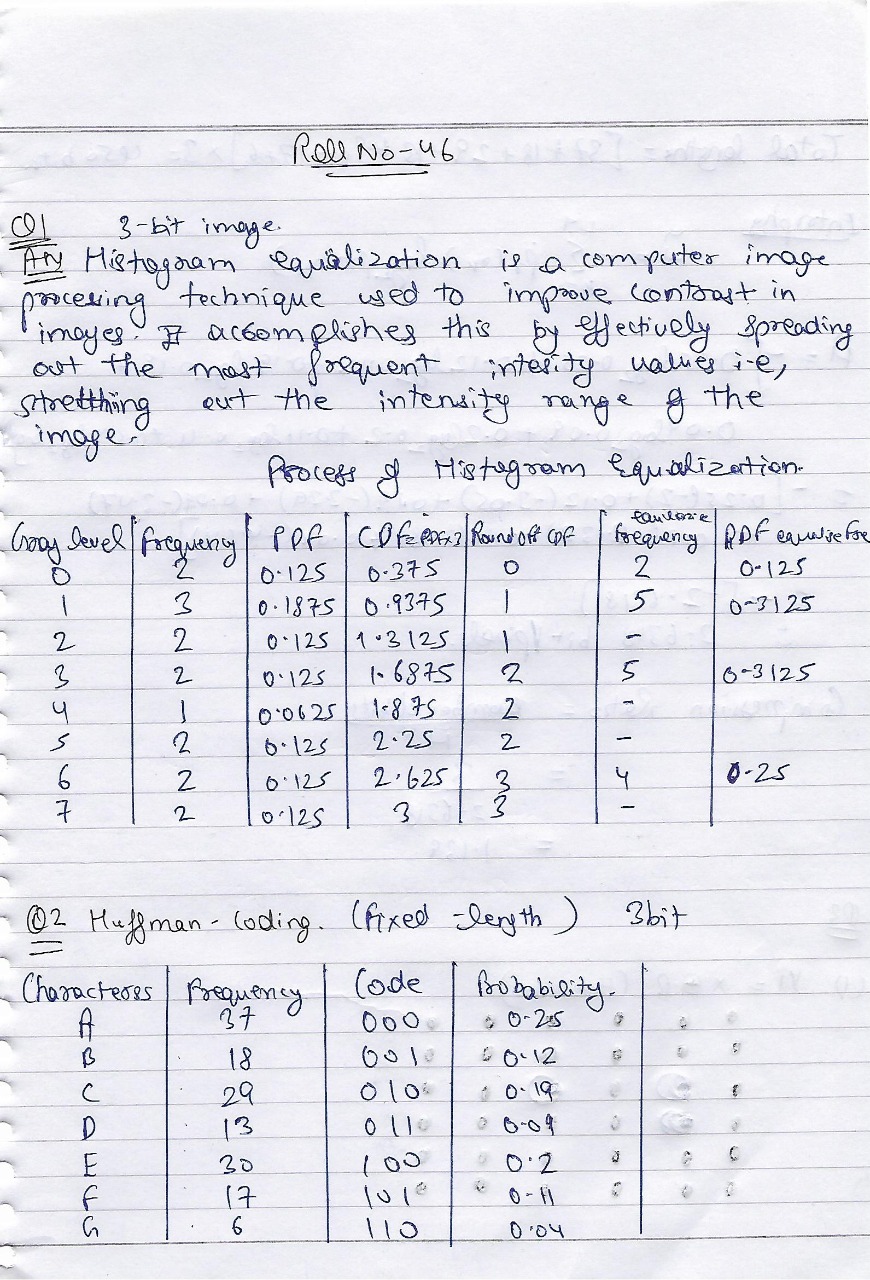 Roll No-46
Q1 3-bit image.
Ans Histogram equalization is a computer image
processing technique used to improve contrast in
images. It accomplishes this by effectively spreading
out the most frequent intesity values i-e,
stretthing out the intensity range of the
image.
Process of Histogram Equalization.
Gray level Frequency PDF CDF=PDFx3 Round off CDF Equilozie frequency PDF
0 2 0.125 0.375 0 2 0-125
1 3 0.1875 0.9375 1 5 0-3125
2 2 0.125 1.3125 1 -
3 2 0.125 1.6875 2 5 0-3125
4 1 0.0625 1.875 2 -
5 2 0.125 2.25 2 -
6 2 0.125 2.625 3 4 0-25
7 2 0.125 3 3 -
Q2 Huffman-Coding. (fixed-length) 3bit
Characteres Frequency Code Probability.
A 37 000 0-25
B 18 001 0-12
C 29 010 0-19
D 13 011 0-09
E 30 100 0.2
F 17 101 0-11
G 6 110 0.04